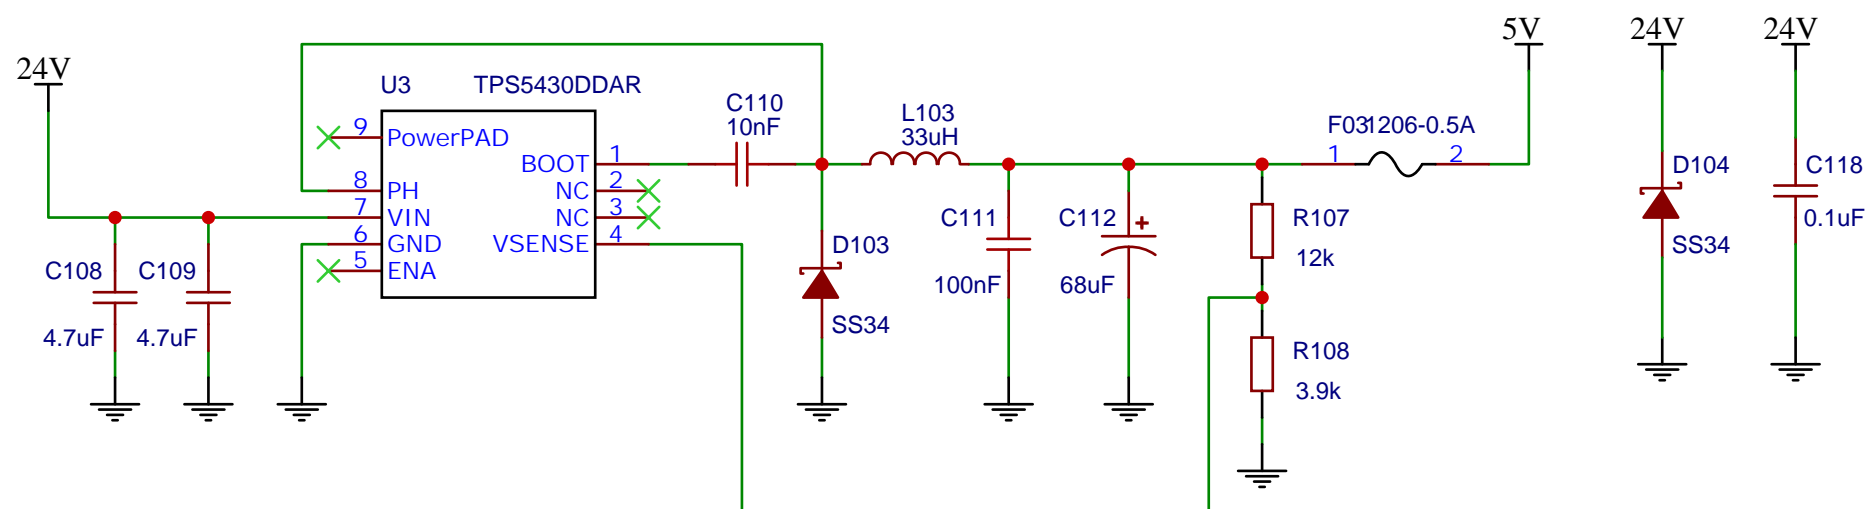 24V
U3 TPS5430DDAR
9 PowerPAD
8 PH
7 VIN
6 GND
5 ENA
BOOT 1
NC 2
NC 3
VSENSE 4
C108
4.7uF
C109
4.7uF
C110
10nF
D103
SS34
L103
33uH
C111
100nF
C112
+
68uF
R107
12k
R108
3.9k
F031206-0.5A
1 2
5V
24V
D104
SS34
24V
C118
0.1uF